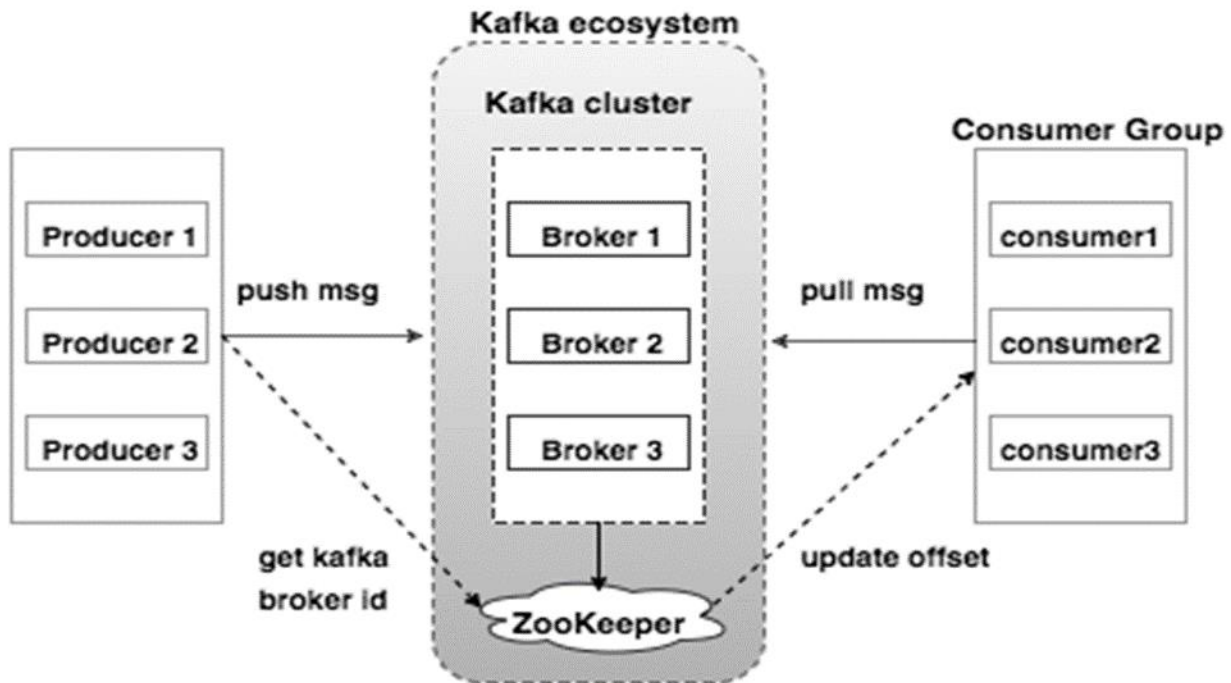 Kafka ecosystem
Kafka cluster
Consumer Group
Producer 1
Broker 1
consumer1
push msg
pull msg
Producer 2
Broker 2
consumer2
Producer 3
Broker 3
consumer3
get kafka
broker id
update offset
ZooKeeper